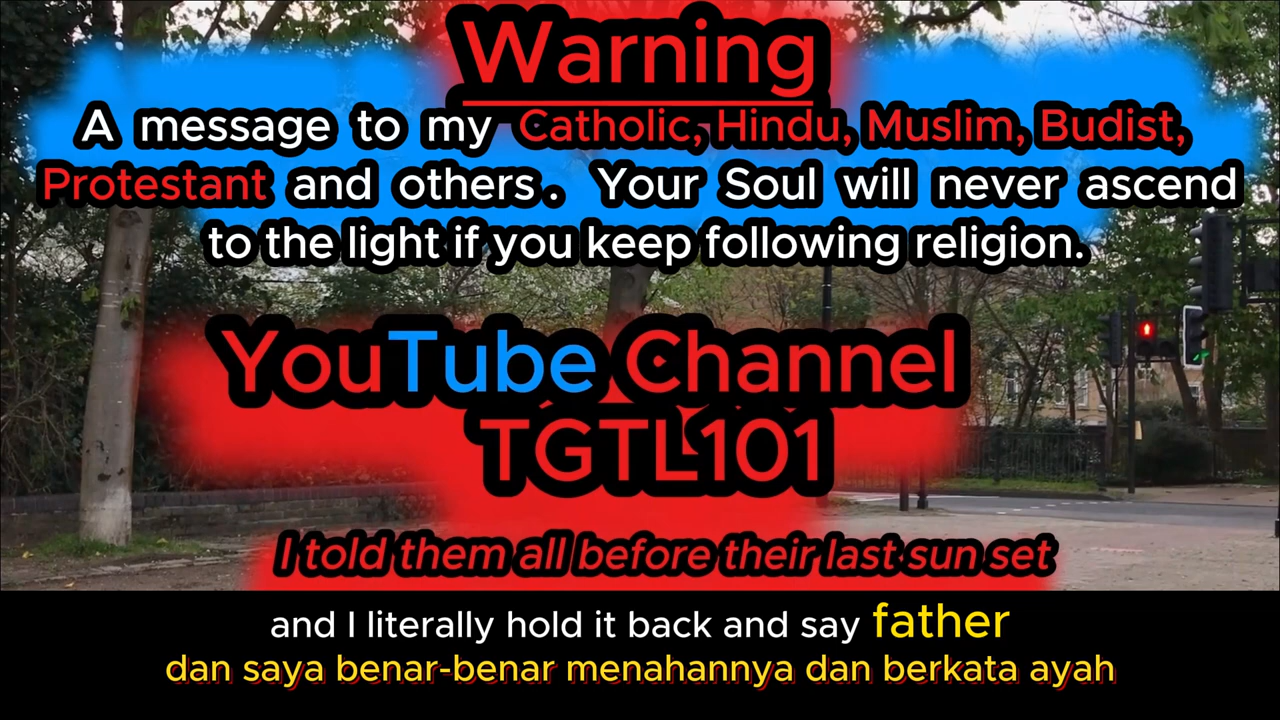 Warning
A message to my Catholic, Hindu, Muslim, Budist,
Protestant and others. Your Soul will never ascend
to the light if you keep following religion.
YouTube Channel
TGTL101
I told them all before their last sun set
and I literally hold it back and say father
dan saya benar-benar menahannya dan berkata ayah